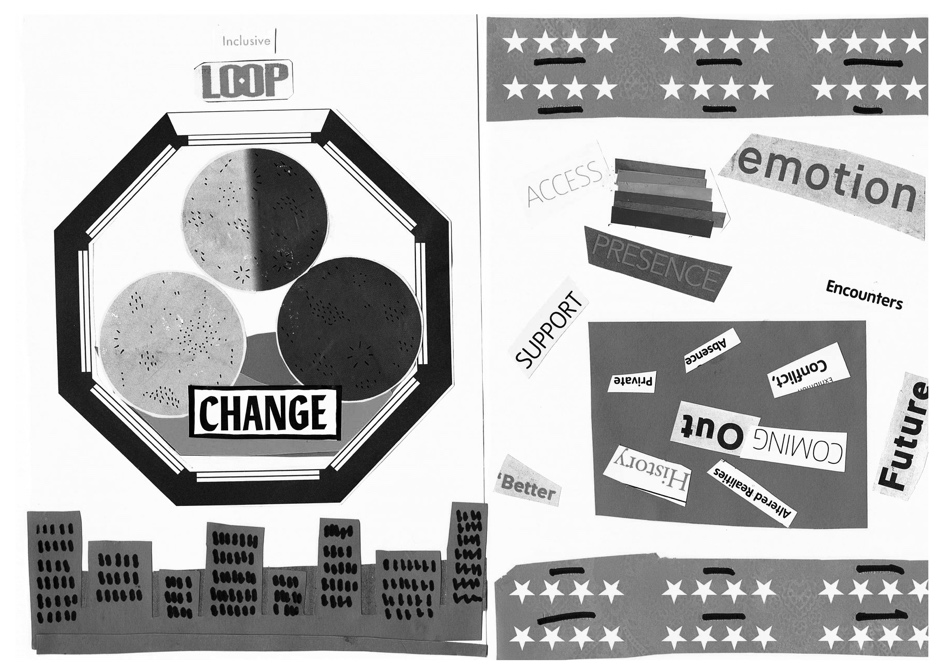 Inclusive
LOOP
CHANGE
ACCESS
emotion
PRESENCE
Encounters
SUPPORT
Absence
Private
Conflict,
COMING Out
History
Altered Realities
Future
'Better